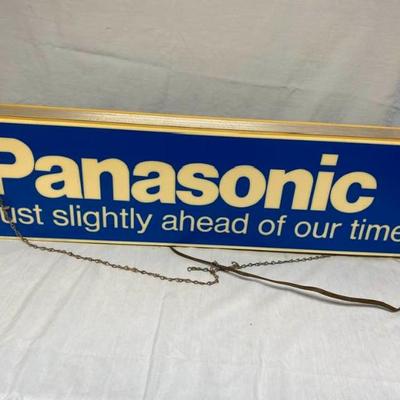 Panasonic
ust slightly ahead of our time